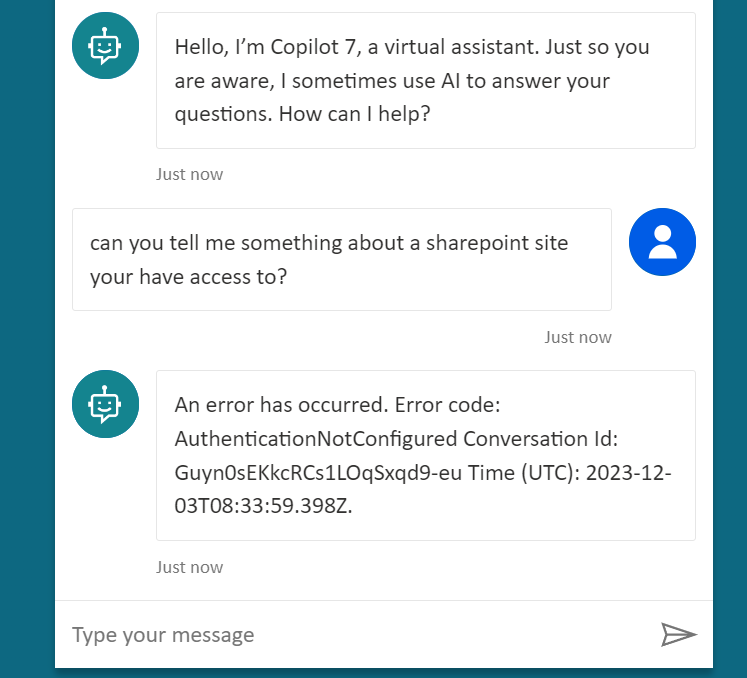 Hello, I’m Copilot 7, a virtual assistant. Just so you
are aware, I sometimes use AI to answer your
questions. How can I help?
Just now
can you tell me something about a sharepoint site
your have access to?
Just now
An error has occurred. Error code:
AuthenticationNotConfigured Conversation Id:
Guyn0sEKkcRCs1LOqSxqd9-eu Time (UTC): 2023-12-
03T08:33:59.398Z.
Just now
Type your message